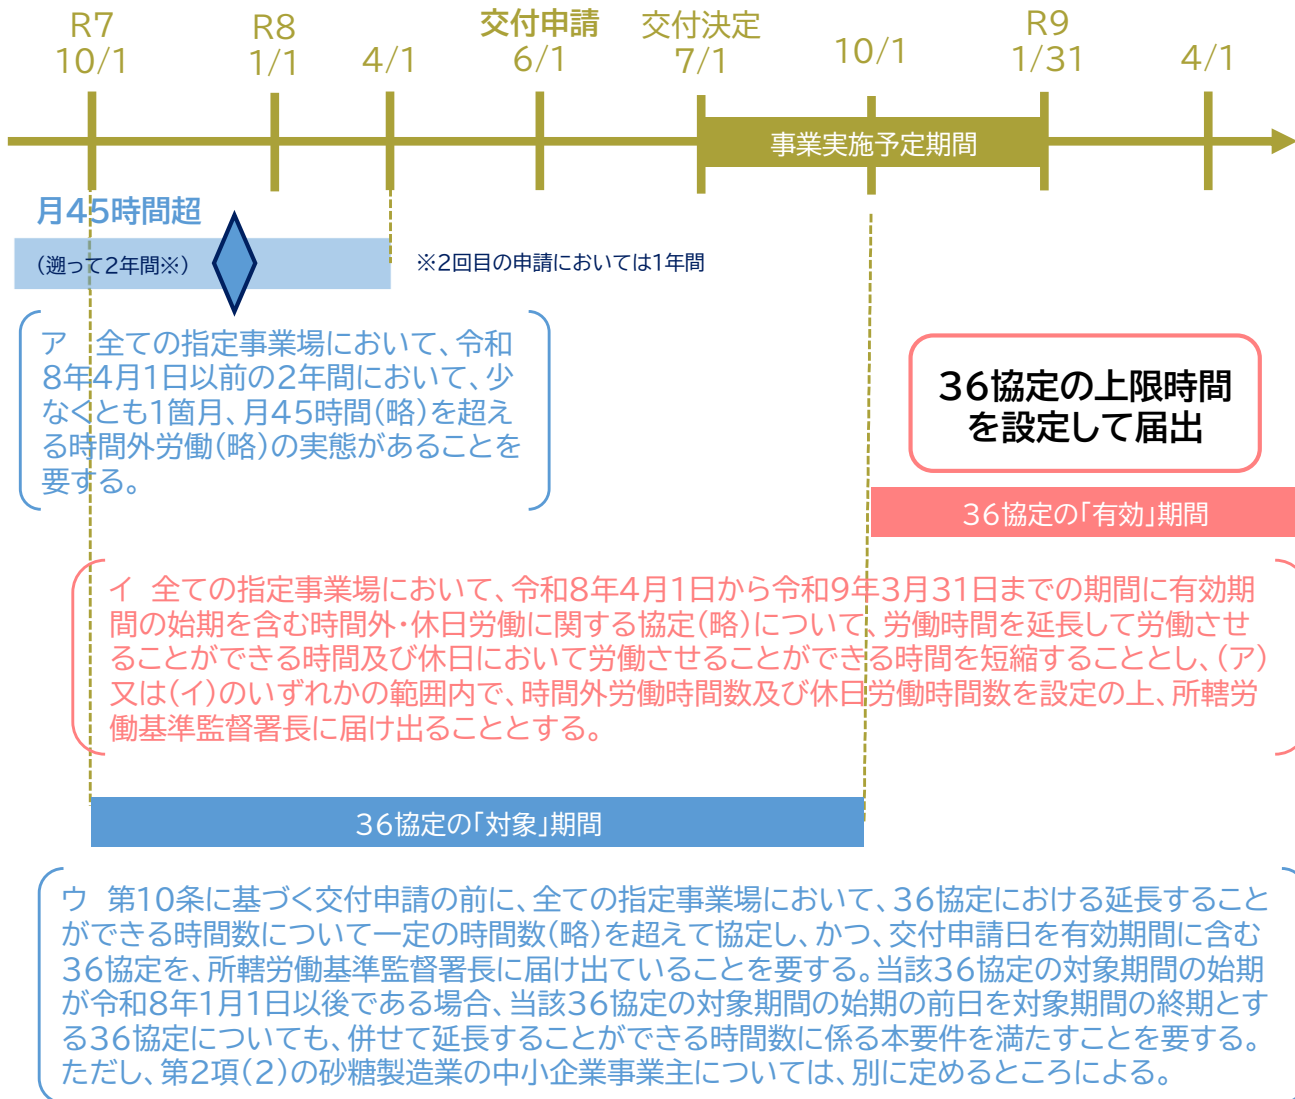 R7
10/1
R8
1/1
4/1
交付申請
6/1
交付決定
7/1
10/1
R9
1/31
4/1
事業実施予定期間
月45時間超
(遡って2年間※)
※2回目の申請においては1年間
ア　全ての指定事業場において、令和
8年4月1日以前の2年間において、少
なくとも1箇月、月45時間(略)を超え
る時間外労働(略)の実態があることを
要する。
36協定の上限時間
を設定して届出
36協定の「有効」期間
イ 全ての指定事業場において、令和8年4月1日から令和9年3月31日までの期間に有効期
間の始期を含む時間外・休日労働に関する協定(略)について、労働時間を延長して労働させ
ることができる時間及び休日において労働させることができる時間を短縮することとし、(ア)
又は(イ)のいずれかの範囲内で、時間外労働時間数及び休日労働時間数を設定の上、所轄労
働基準監督署長に届け出ることとする。
36協定の「対象」期間
ウ 第10条に基づく交付申請の前に、全ての指定事業場において、36協定における延長すること
ができる時間数について一定の時間数(略)を超えて協定し、かつ、交付申請日を有効期間に含む
36協定を、所轄労働基準監督署長に届け出ていることを要する。当該36協定の対象期間の始期
が令和8年1月1日以後である場合、当該36協定の対象期間の始期の前日を対象期間の終期とす
る36協定についても、併せて延長することができる時間数に係る本要件を満たすことを要する。
ただし、第2項(2)の砂糖製造業の中小企業事業主については、別に定めるところによる。